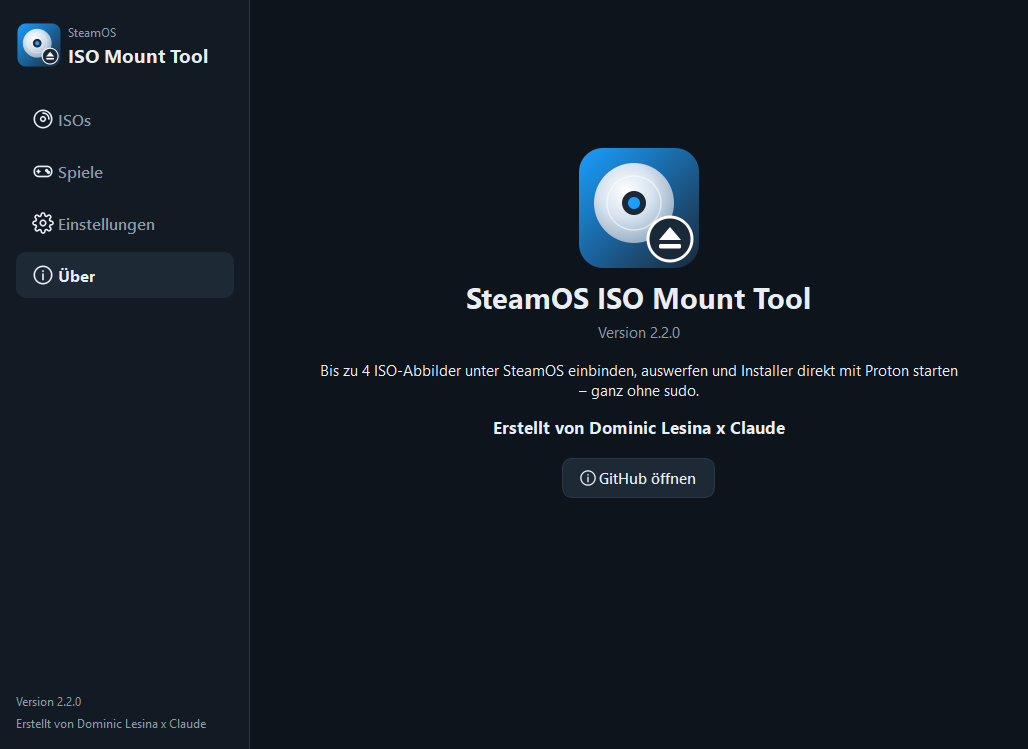 SteamOS
ISO Mount Tool
ISOs
Spiele
Einstellungen
Über
SteamOS ISO Mount Tool
Version 2.2.0
Bis zu 4 ISO-Abbilder unter SteamOS einbinden, auswerfen und Installer direkt mit Proton starten
– ganz ohne sudo.
Erstellt von Dominic Lesina x Claude
GitHub öffnen
Version 2.2.0
Erstellt von Dominic Lesina x Claude